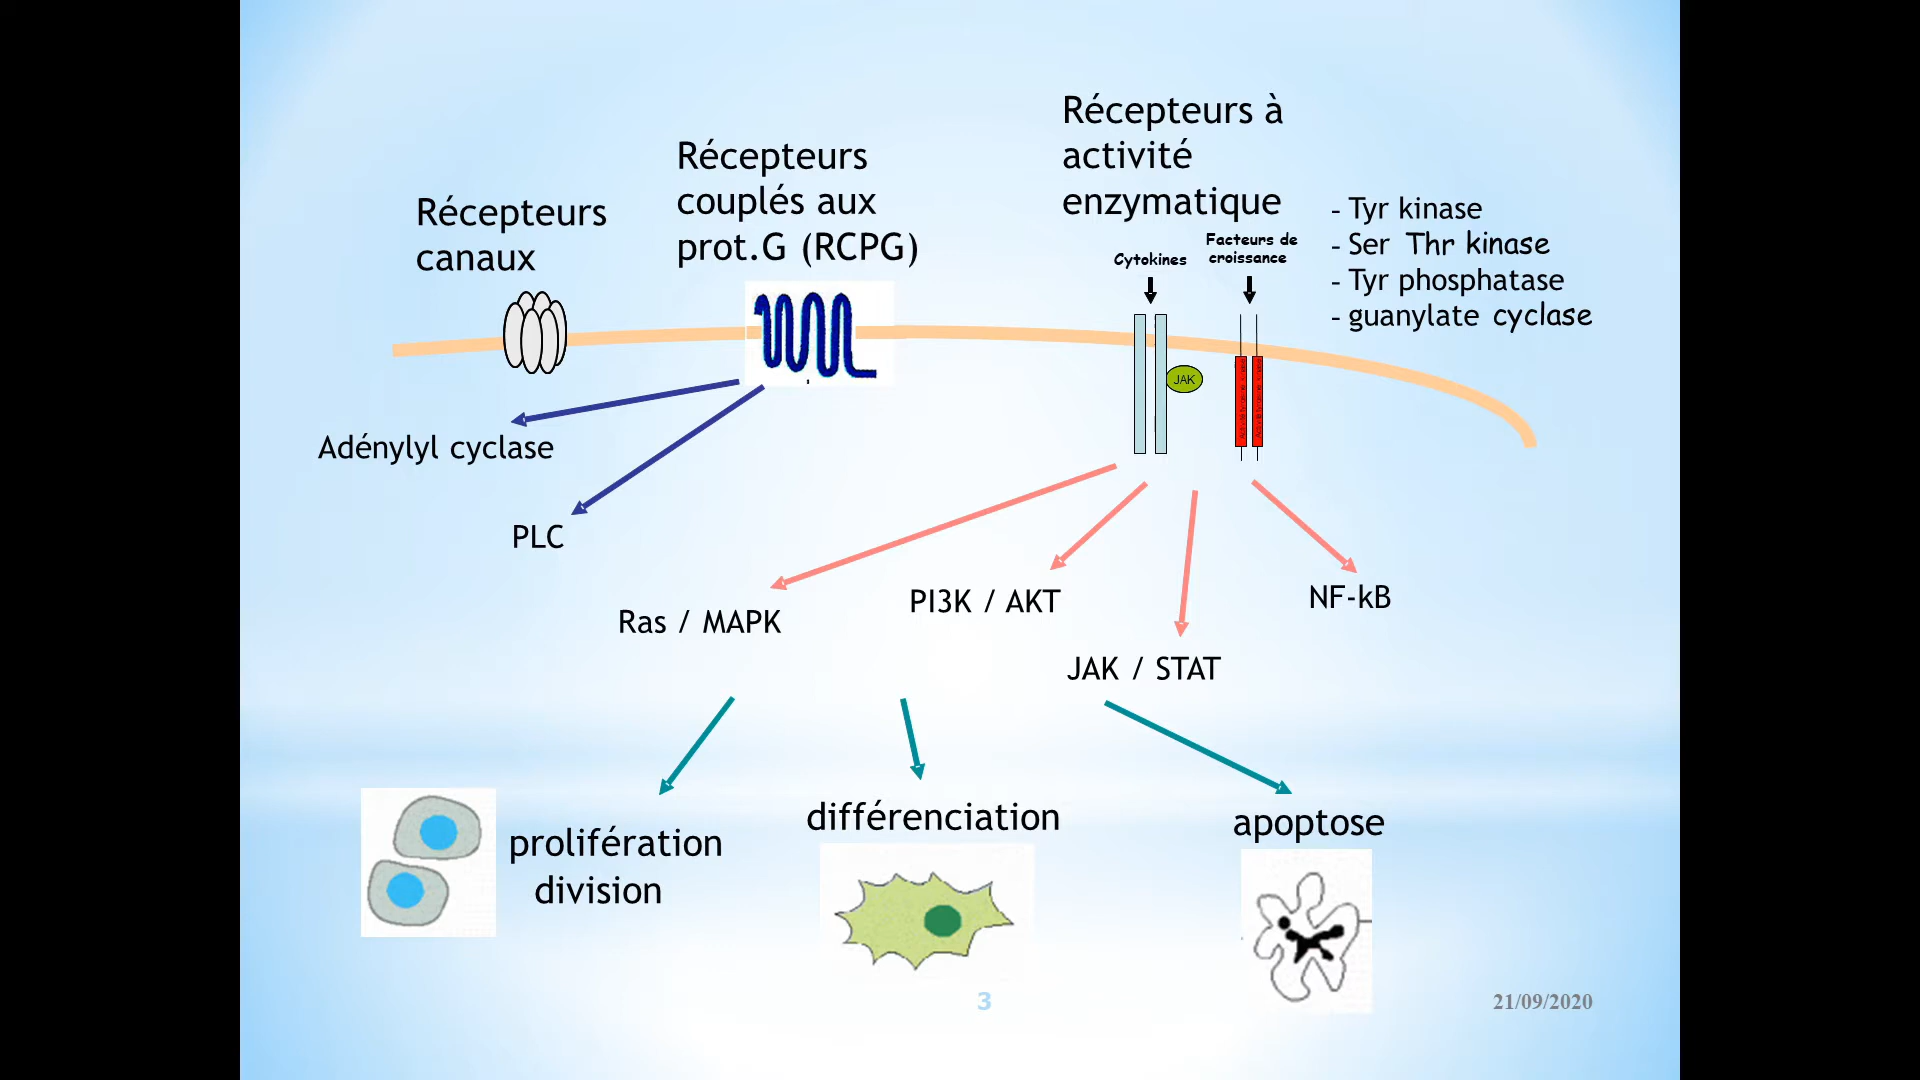 Récepteurs
canaux
Récepteurs
couplés aux
prot.G (RCPG)
Récepteurs à
activité
enzymatique
- Tyr kinase
- Ser Thr kinase
- Tyr phosphatase
- guanylate cyclase
Cytokines
Facteurs de
croissance
JAK
Adénylyl cyclase
PLC
Ras / MAPK
PI3K / AKT
JAK / STAT
NF-kB
prolifération
division
différenciation
apoptose
3
21/09/2020